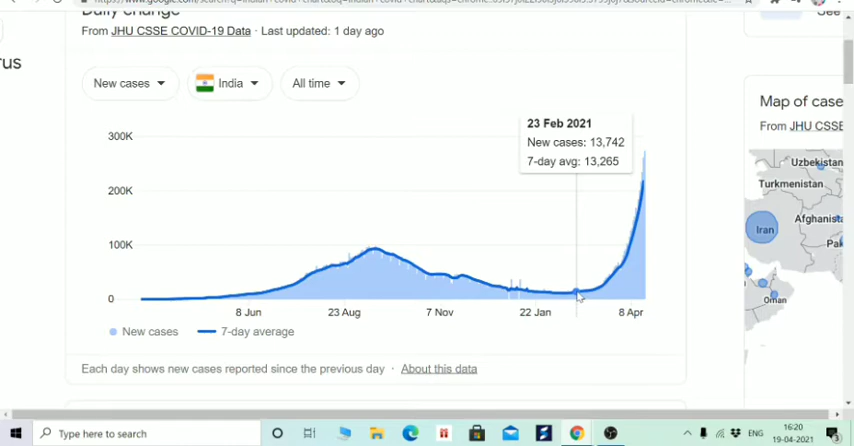 Daily change
See
From JHU CSSE COVID-19 Data · Last updated: 1 day ago
rus
New cases
India
All time
Map of case
From JHU CSSE
23 Feb 2021
New cases: 13,742
7-day avg: 13,265
300K
200K
100K
0
8 Jun
23 Aug
7 Nov
22 Jan
8 Apr
New cases
7-day average
Each day shows new cases reported since the previous day · About this data
Uzbekistan
Turkmenistan
Afghanista
Pak
Iran
Oman
Type here to search
ENG
16:20
19-04-2021
3